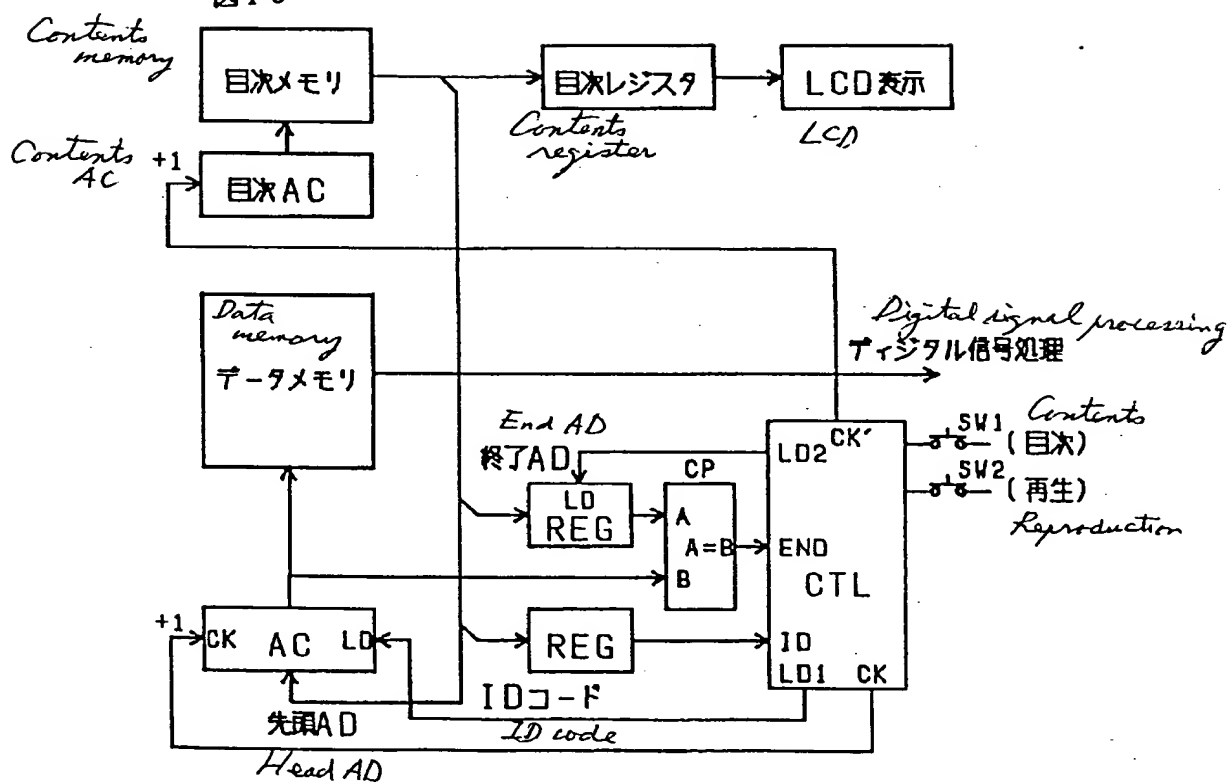 Contents memory
目次メモリ
目次レジスタ
LCD表示
Contents register
LCD
Contents AC
+1
目次AC
Data memory
データメモリ
Digital signal processing
ディジタル信号処理
End AD
終了AD
LD
REG
CP
A
A=B
B
LD2
CK'
END
CTL
ID
LD1
CK
SW1
Contents
(目次)
SW2
(再生)
Reproduction
+1
CK
AC
LD
REG
IDコード
ID code
先頭AD
Head AD